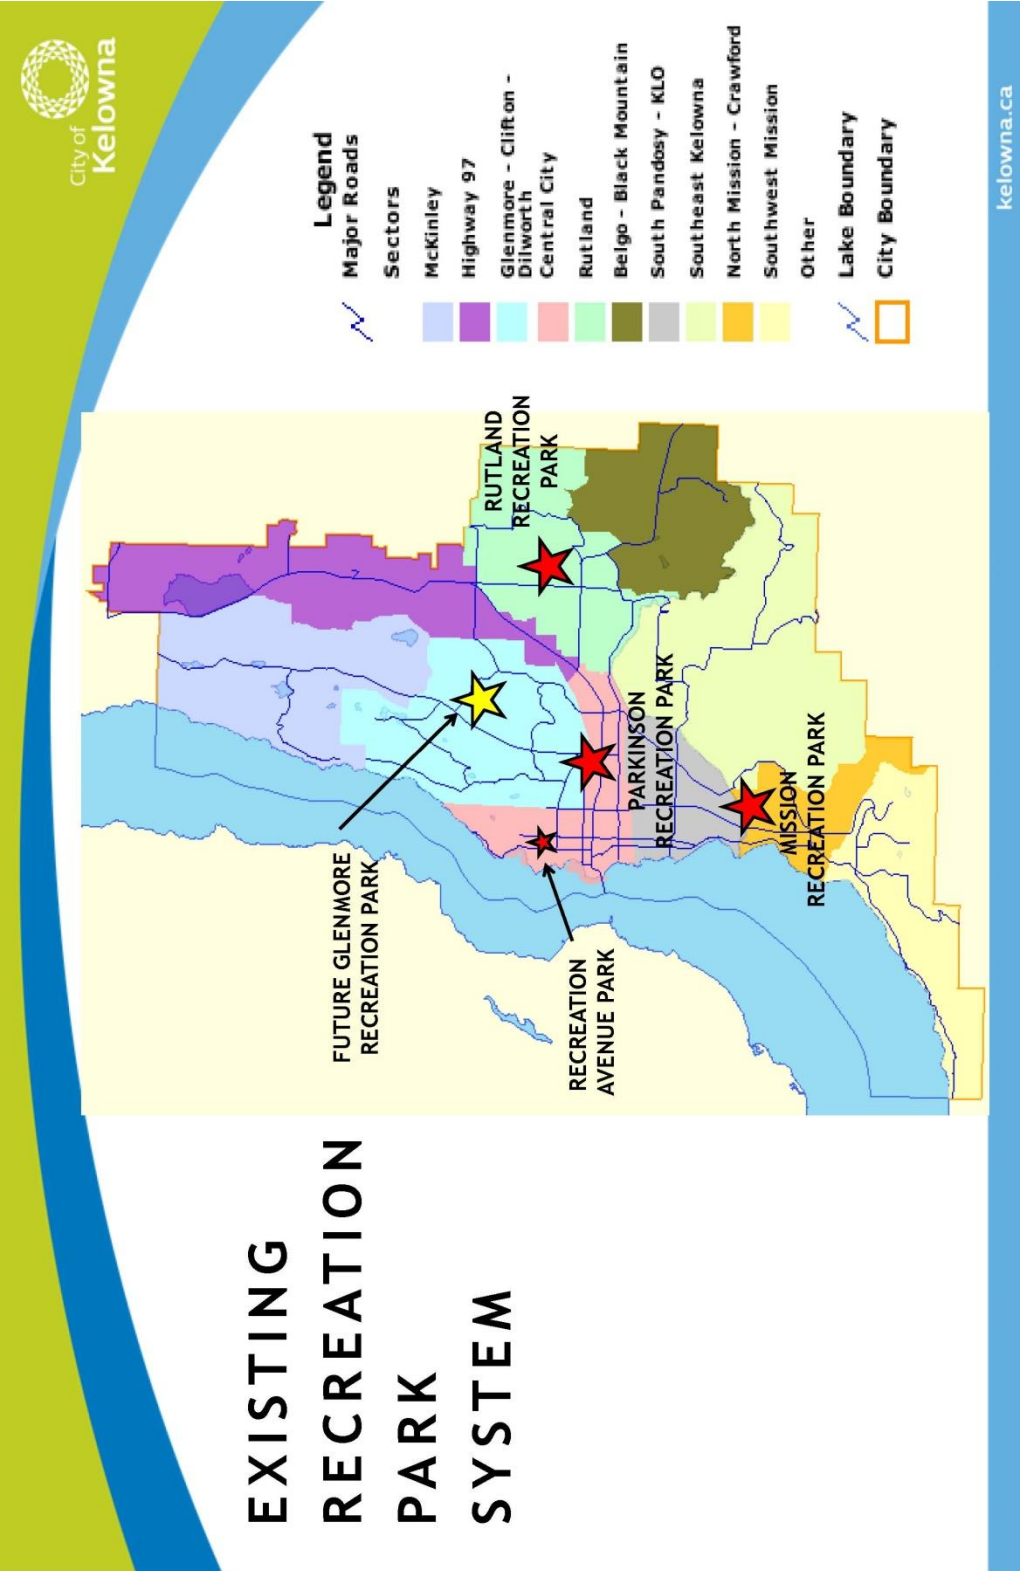 City of
Kelowna
EXISTING
RECREATION
PARK
SYSTEM
FUTURE GLENMORE
RECREATION PARK
RECREATION
AVENUE PARK
RUTLAND
RECREATION
PARK
PARKINSON
RECREATION PARK
MISSION
RECREATION PARK
Legend
Major Roads
Sectors
McKinley
Highway 97
Glenmore - Clifton -
Dilworth
Central City
Rutland
Belgo - Black Mountain
South Pandosy - KLO
Southeast Kelowna
North Mission - Crawford
Southwest Mission
Other
Lake Boundary
City Boundary
kelowna.ca